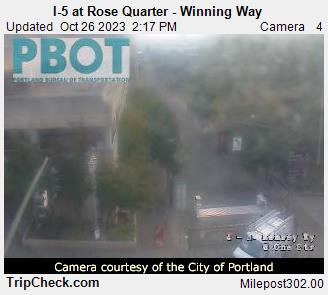 I-5 at Rose Quarter - Winning Way
Updated Oct 26 2023 2:17 PM Camera 4
PBOT
PORTLAND BUREAU OF TRANSPORTATION
Camera courtesy of the City of Portland
TripCheck.com Milepost302.00